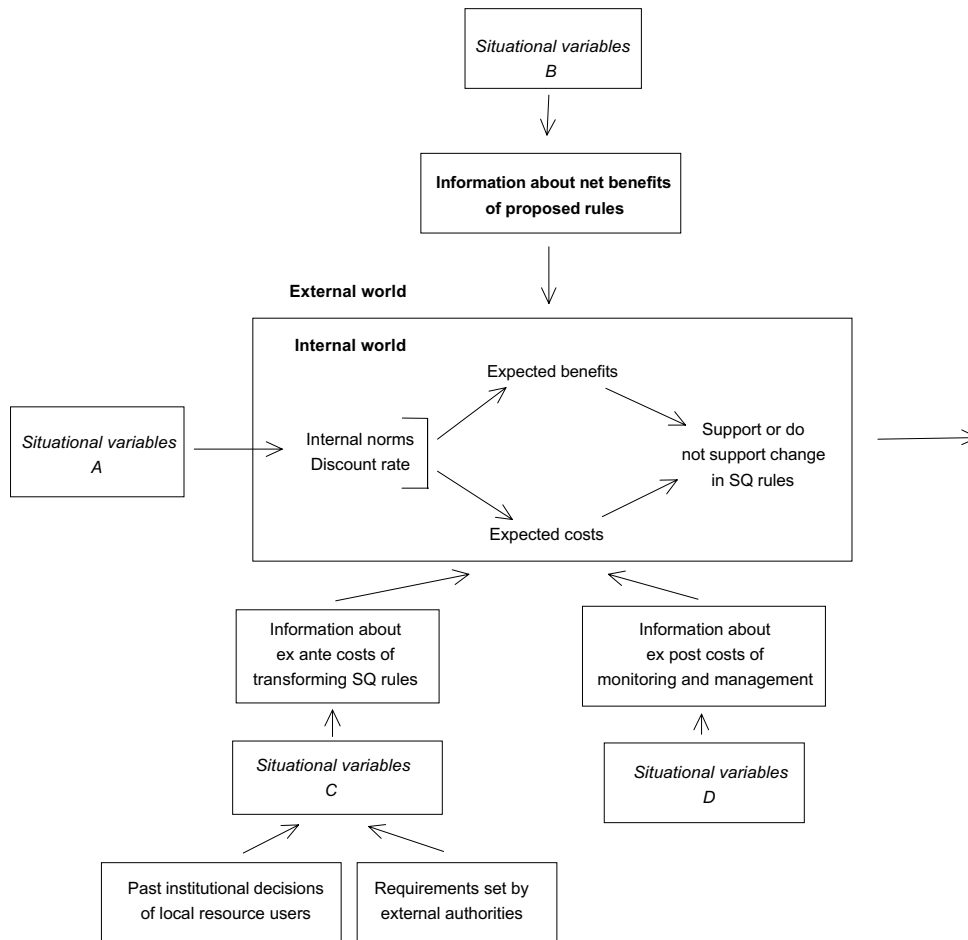 Situational variables
B
Information about net benefits
of proposed rules
External world
Internal world
Expected benefits
Situational variables
A
Internal norms
Discount rate
Support or do
not support change
in SQ rules
Expected costs
Information about
ex ante costs of
transforming SQ rules
Information about
ex post costs of
monitoring and management
Situational variables
C
Situational variables
D
Past institutional decisions
of local resource users
Requirements set by
external authorities